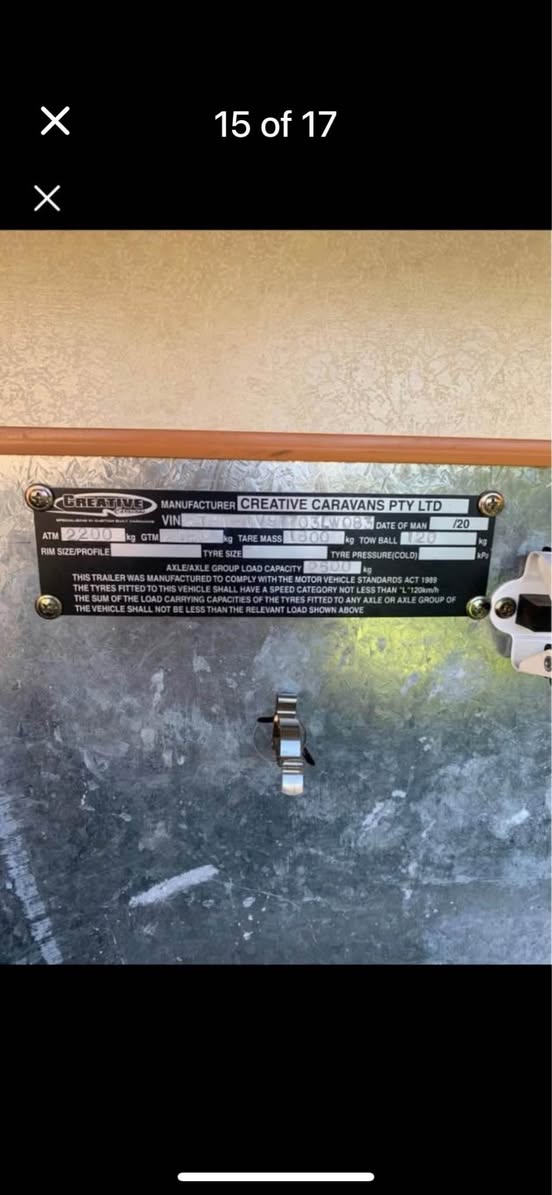 15 of 17
CREATIVE
SPECIALISING IN CUSTOM BUILT CARAVANS
MANUFACTURER CREATIVE CARAVANS PTY LTD
VIN DATE OF MAN /20
ATM 2200 kg GTM kg TARE MASS 1800 kg TOW BALL 120 kg
RIM SIZE/PROFILE TYRE SIZE TYRE PRESSURE(COLD) kPa
AXLE/AXLE GROUP LOAD CAPACITY kg
THIS TRAILER WAS MANUFACTURED TO COMPLY WITH THE MOTOR VEHICLE STANDARDS ACT 1989
THE TYRES FITTED TO THIS VEHICLE SHALL HAVE A SPEED CATEGORY NOT LESS THAN "L"120km/h
THE SUM OF THE LOAD CARRYING CAPACITIES OF THE TYRES FITTED TO ANY AXLE OR AXLE GROUP OF
THE VEHICLE SHALL NOT BE LESS THAN THE RELEVANT LOAD SHOWN ABOVE